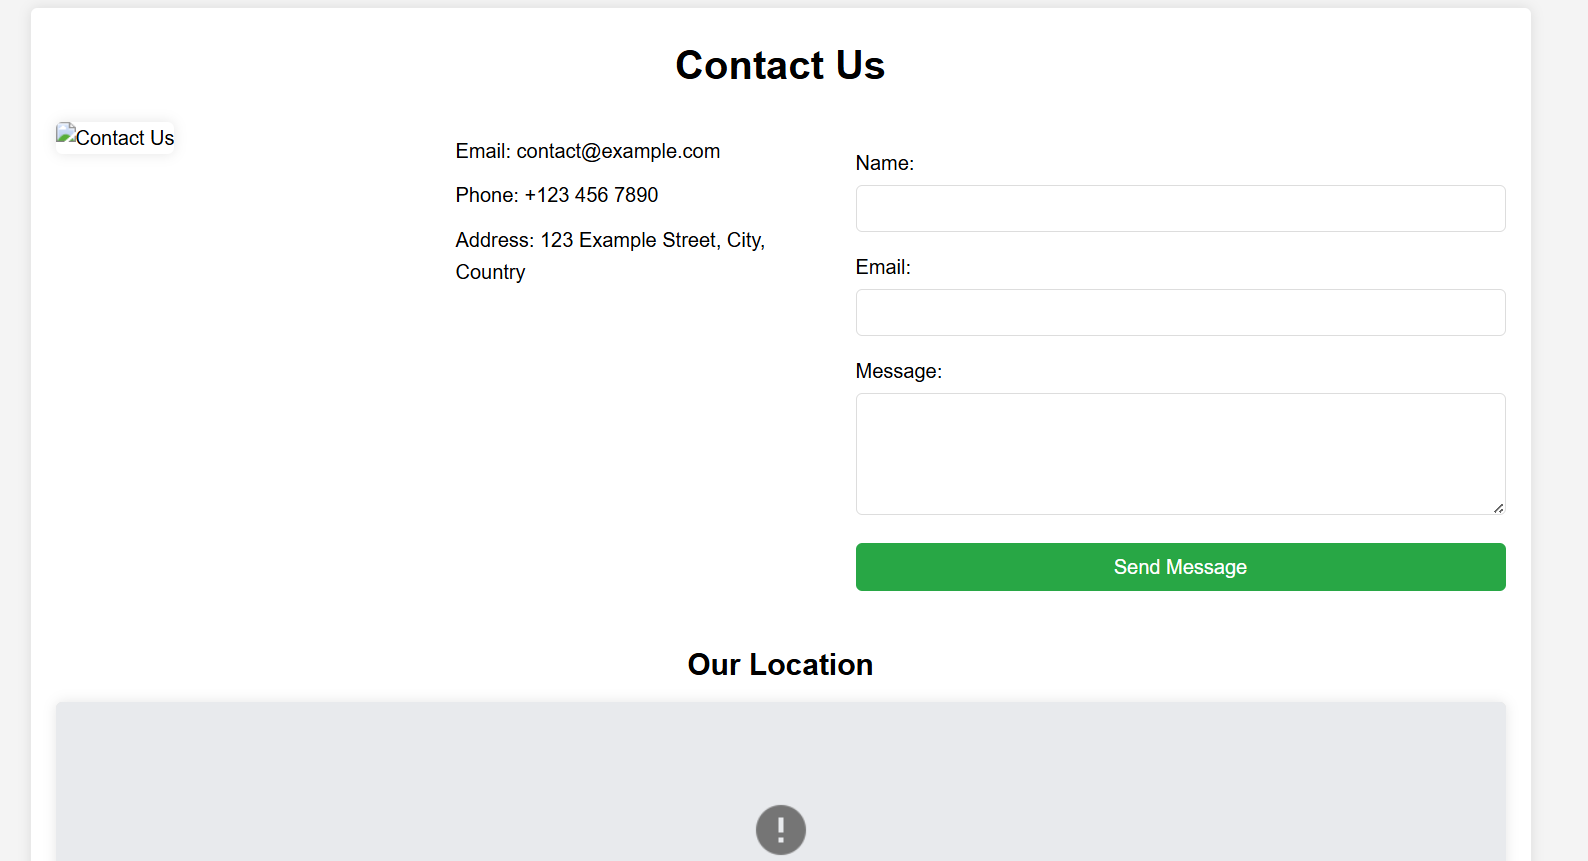 Contact Us
Contact Us
Email: contact@example.com
Phone: +123 456 7890
Address: 123 Example Street, City,
Country
Name:
Email:
Message:
Send Message
Our Location